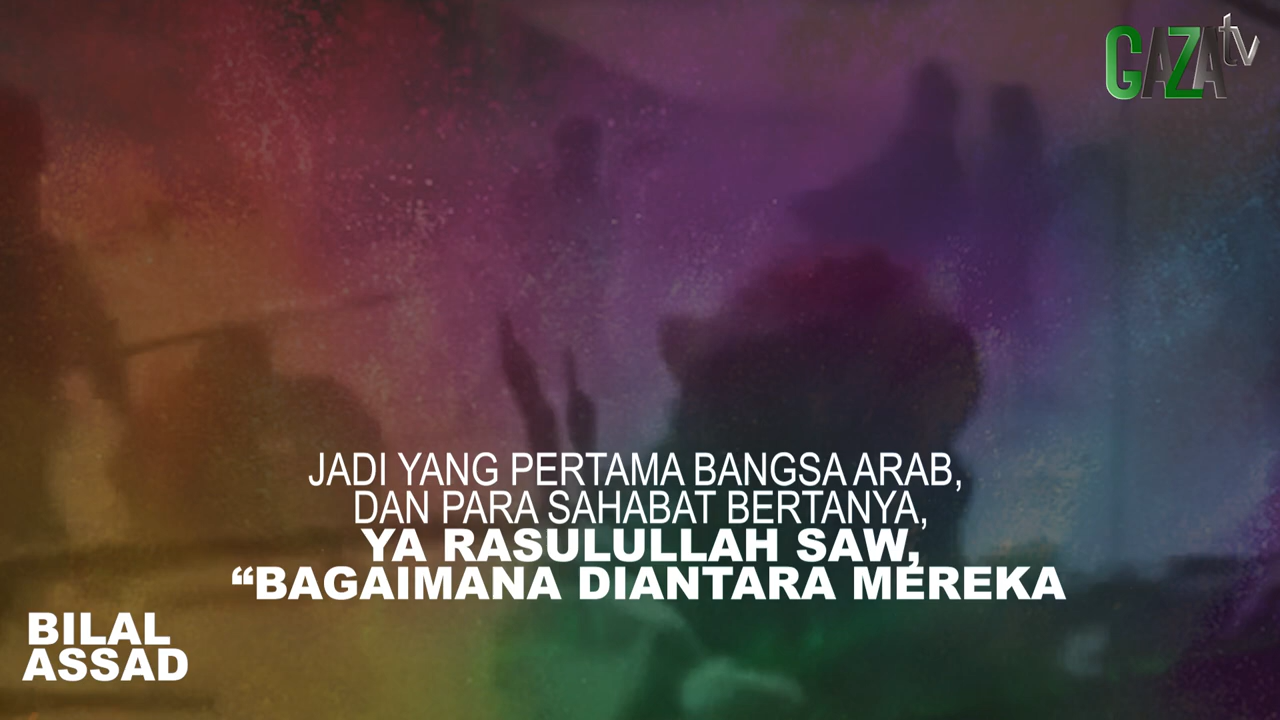 GAZA tv
JADI YANG PERTAMA BANGSA ARAB,
DAN PARA SAHABAT BERTANYA,
YA RASULULLAH SAW,
“BAGAIMANA DIANTARA MEREKA
BILAL
ASSAD